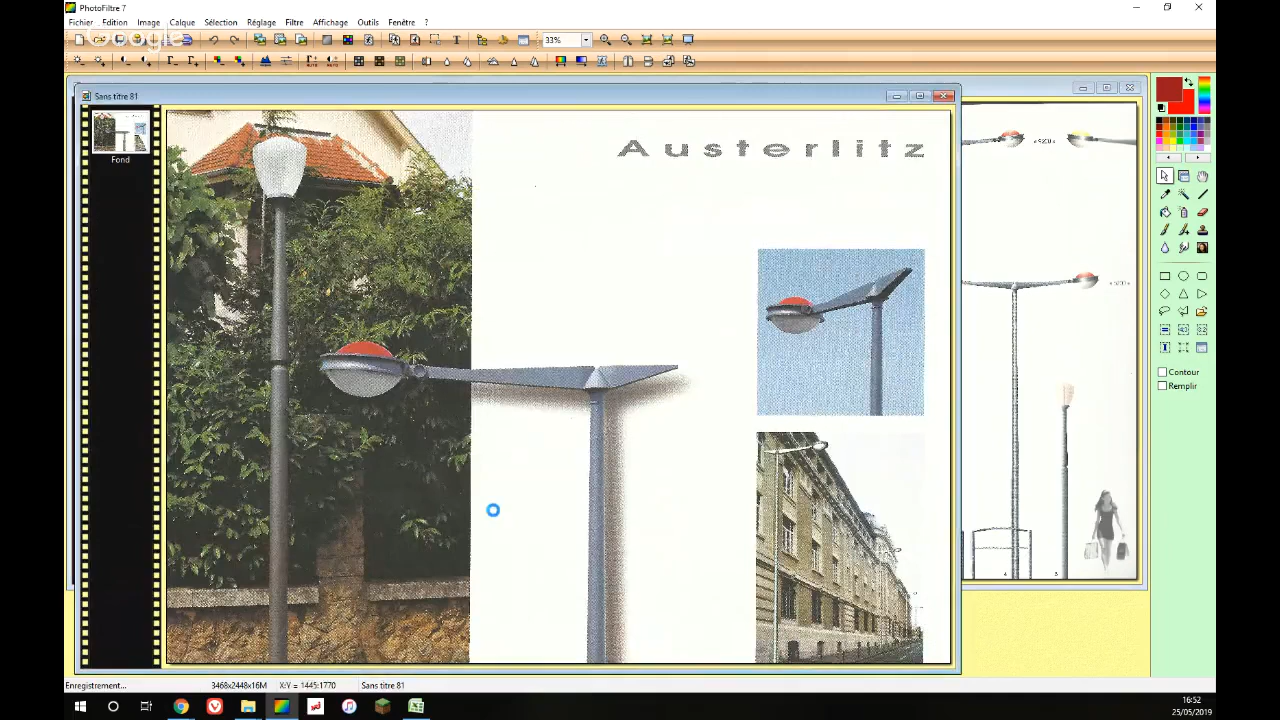 PhotoFiltre 7
Fichier Edition Image Calque Sélection Réglage Filtre Affichage Outils Fenêtre ?
Google
33%
Sans titre 81
Fond
Austerlitz
Contour
Remplir
Enregistrement... 3468x2448x16M X:Y = 1445:1770 Sans titre 81
16:52
25/05/2019